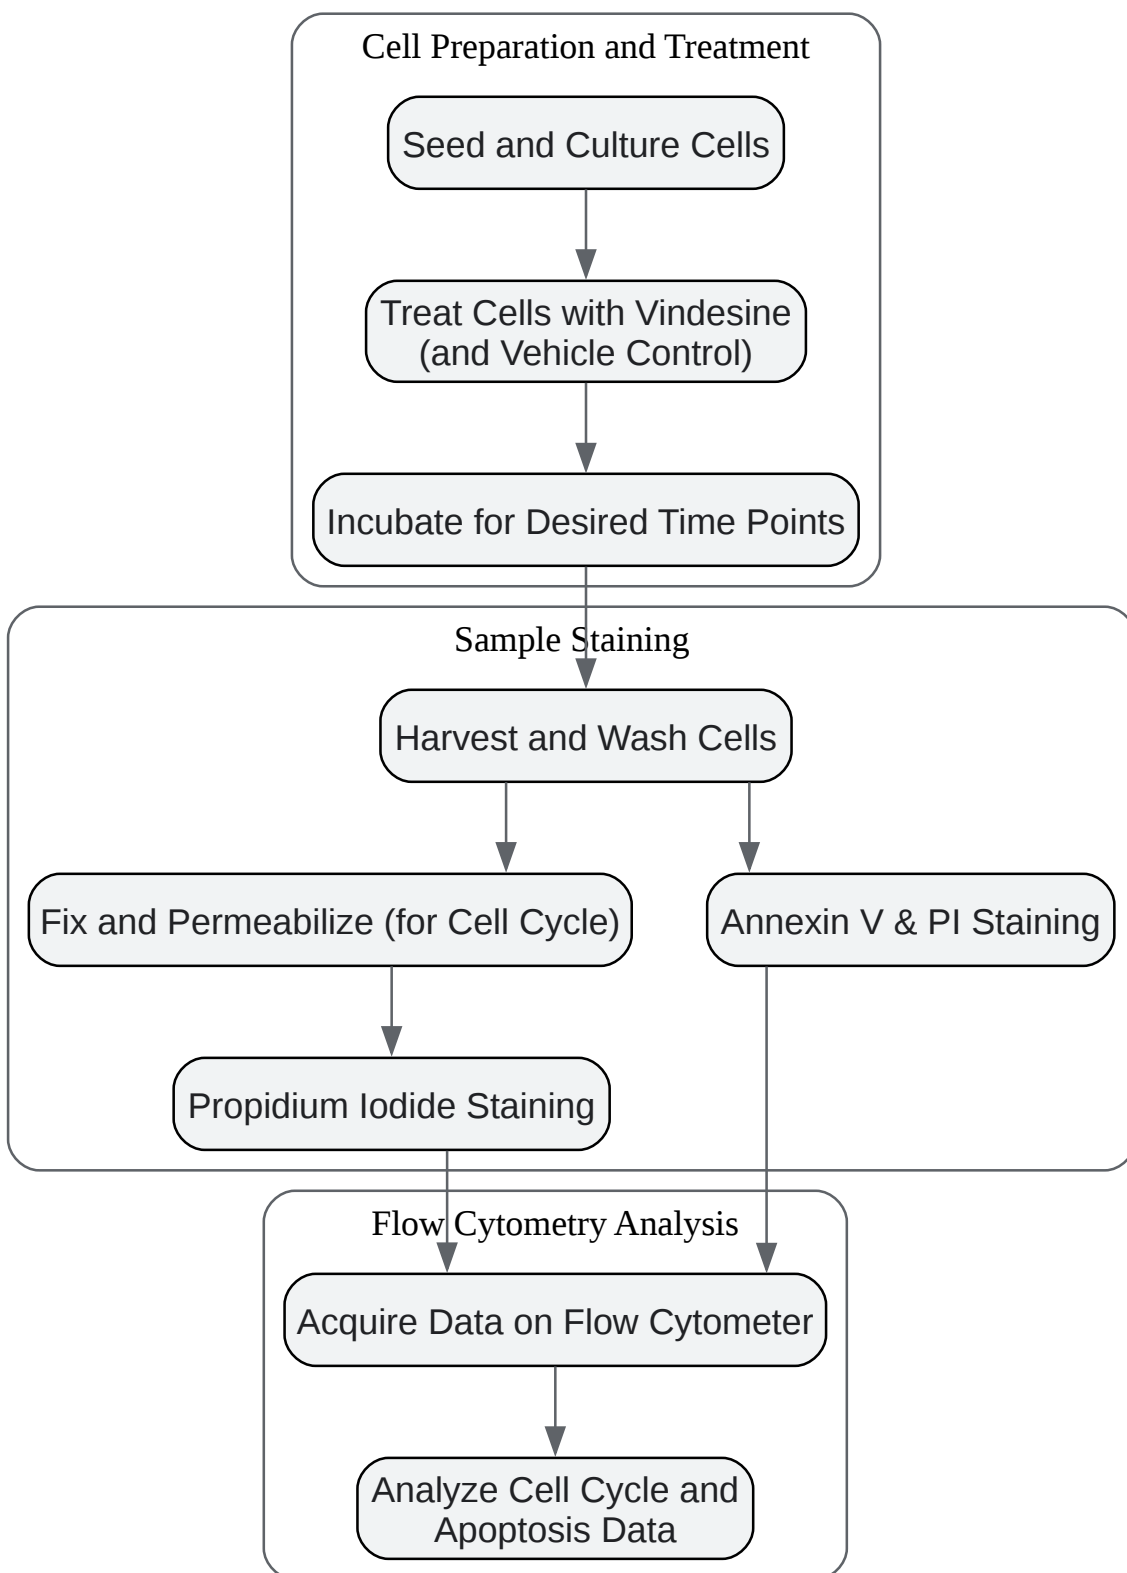 Cell Preparation and Treatment
Seed and Culture Cells
Treat Cells with Vindesine
(and Vehicle Control)
Incubate for Desired Time Points
Sample Staining
Harvest and Wash Cells
Fix and Permeabilize (for Cell Cycle)
Annexin V & PI Staining
Propidium Iodide Staining
Flow Cytometry Analysis
Acquire Data on Flow Cytometer
Analyze Cell Cycle and
Apoptosis Data